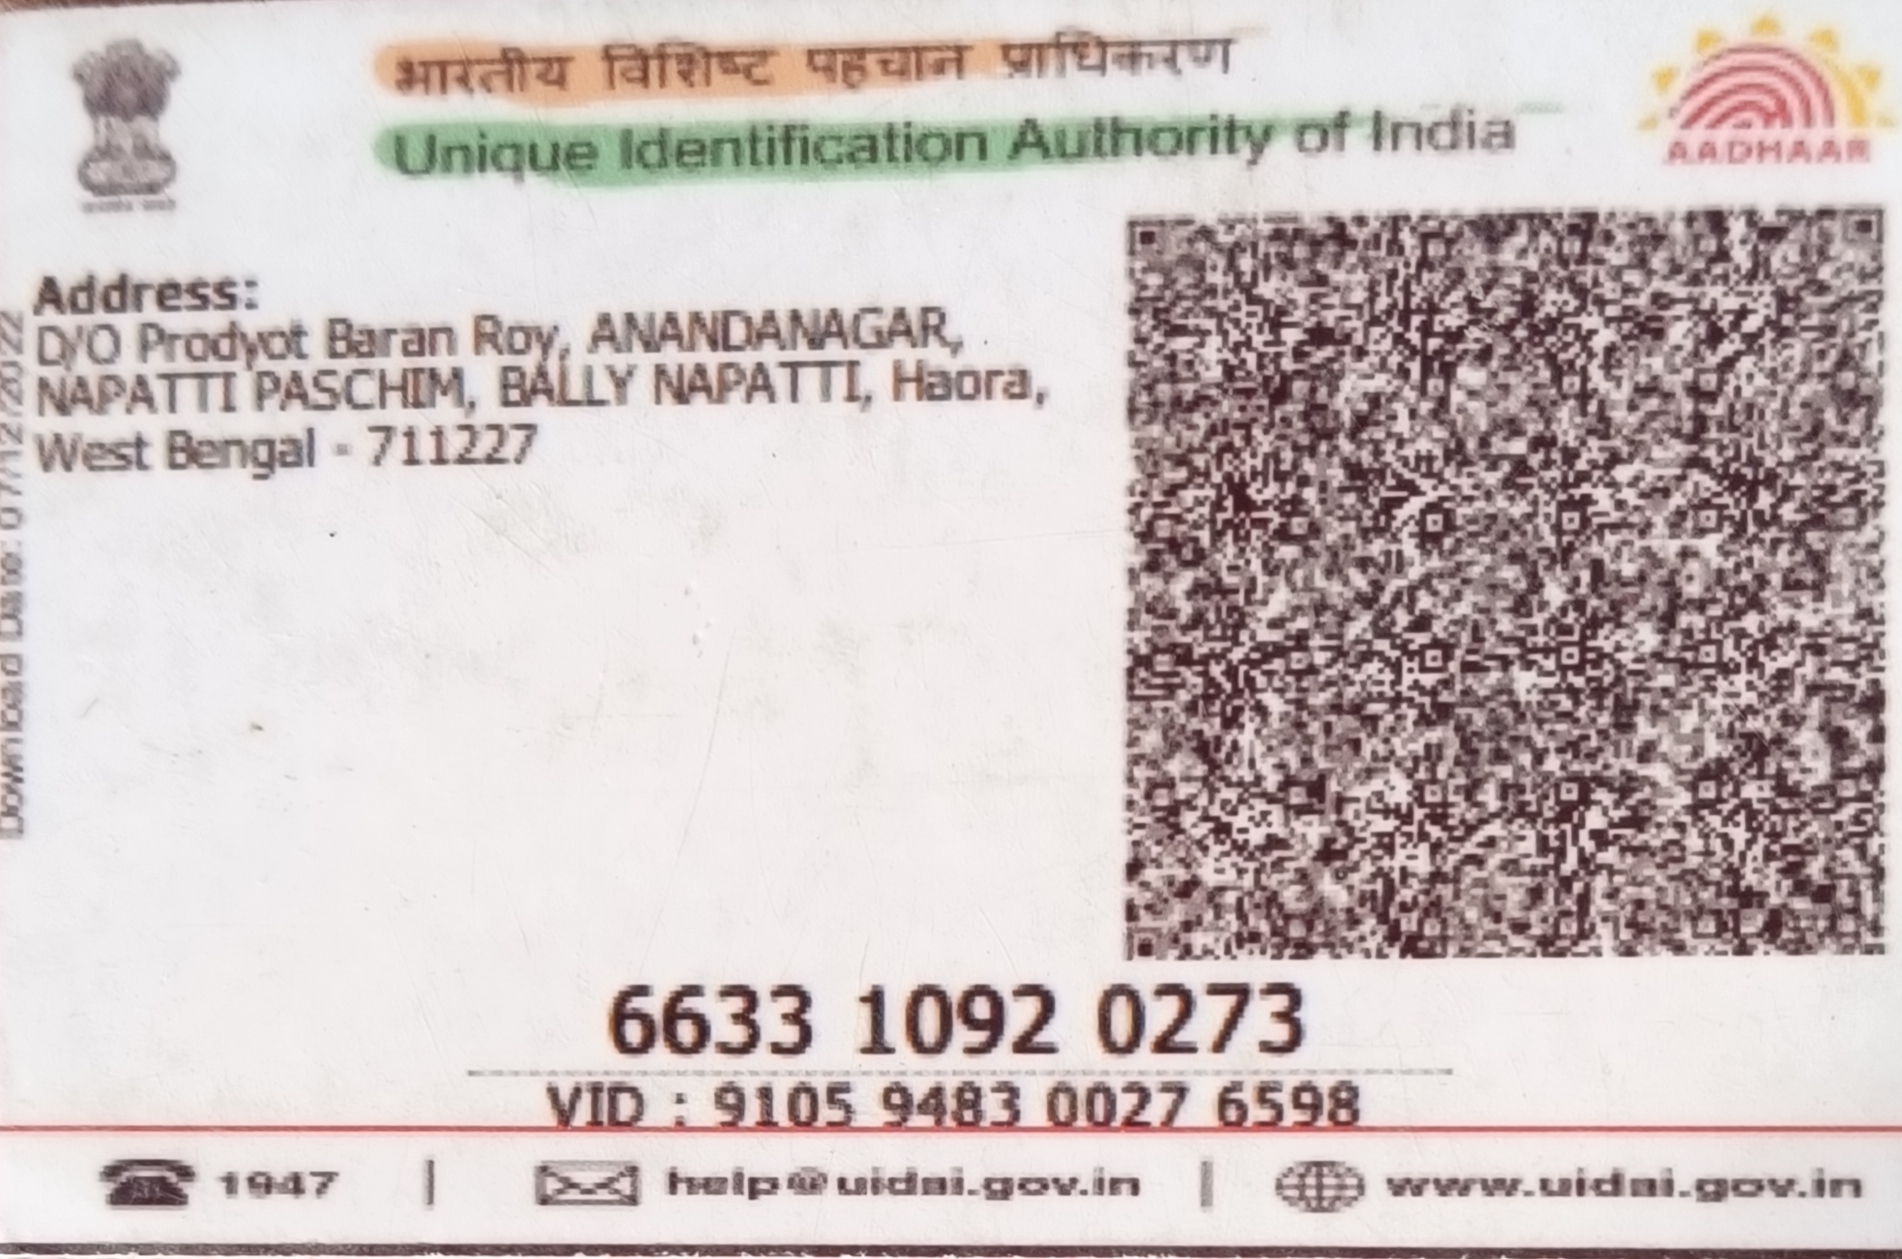 भारतीय विशिष्ट पहचान प्राधिकरण
Unique Identification Authority of India
AADHAAR
Address:
D/O Prodyot Baran Roy, ANANDANAGAR,
NAPATTI PASCHIM, BALLY NAPATTI, Haora,
West Bengal - 711227
Download Date: 07/12/2022
6633 1092 0273
VID : 9105 9483 0027 6598
1947 | help@uidai.gov.in | www.uidai.gov.in